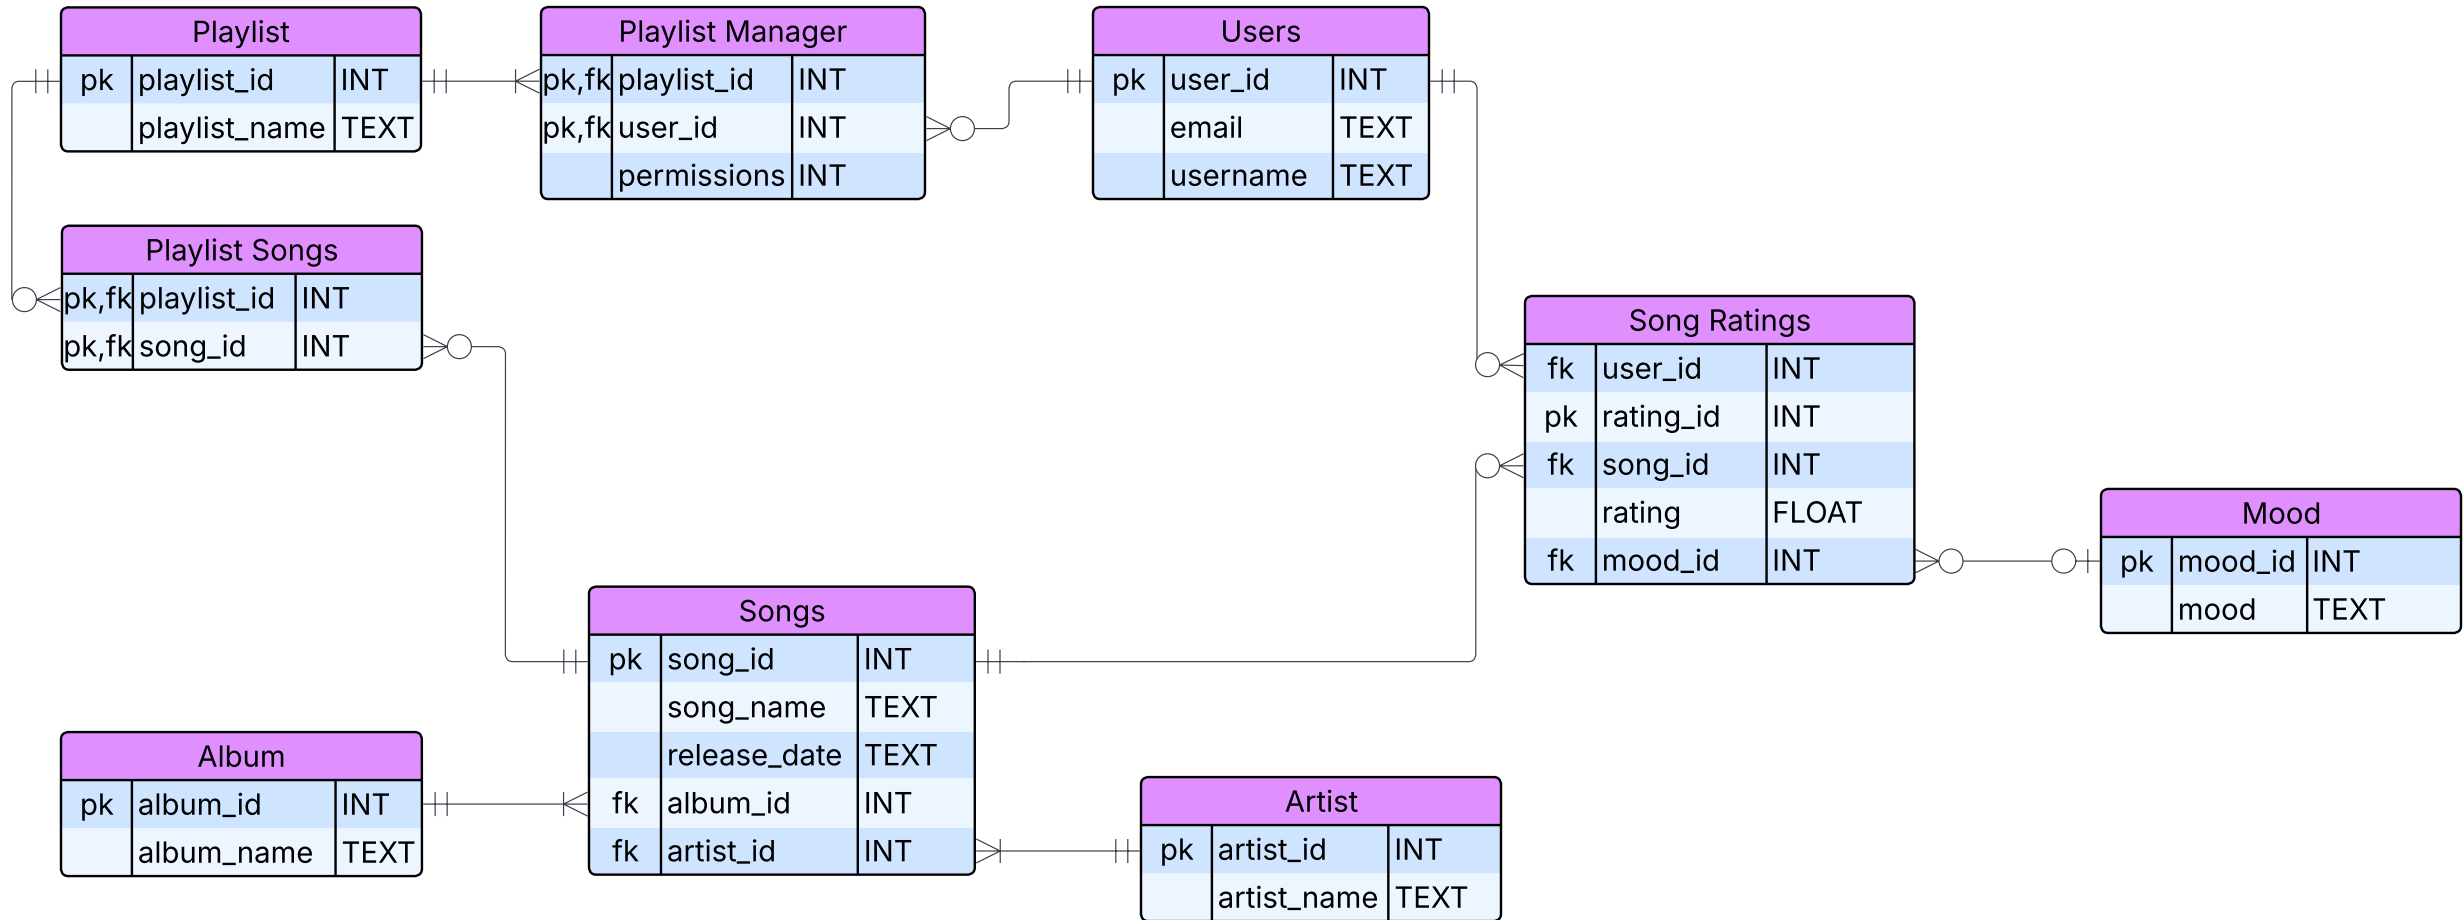 Playlist
pk playlist_id INT
playlist_name TEXT
Playlist Manager
pk,fk playlist_id INT
pk,fk user_id INT
permissions INT
Users
pk user_id INT
email TEXT
username TEXT
Playlist Songs
pk,fk playlist_id INT
pk,fk song_id INT
Song Ratings
fk user_id INT
pk rating_id INT
fk song_id INT
rating FLOAT
fk mood_id INT
Mood
pk mood_id INT
mood TEXT
Songs
pk song_id INT
song_name TEXT
release_date TEXT
fk album_id INT
fk artist_id INT
Album
pk album_id INT
album_name TEXT
Artist
pk artist_id INT
artist_name TEXT